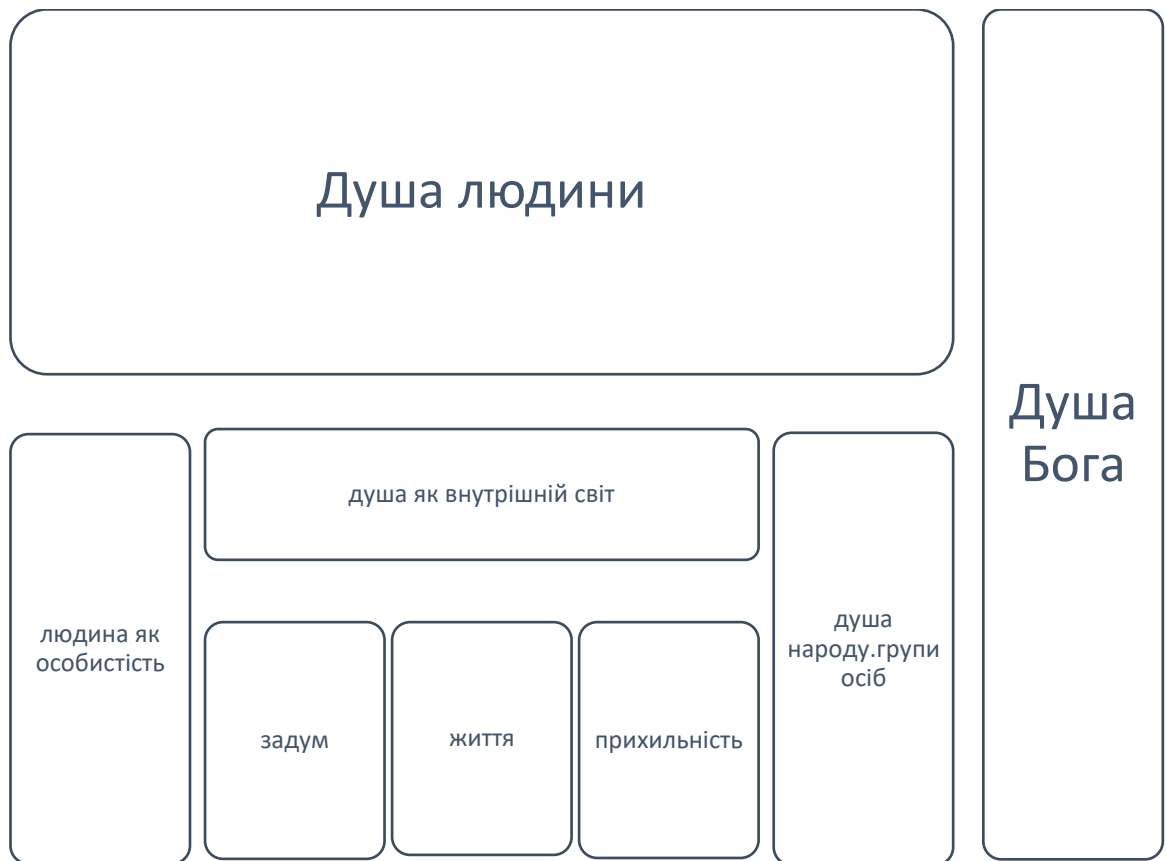 Душа людини
Душа
Бога
душа як внутрішній світ
людина як
особистість
задум
життя
прихильність
душа
народу.групи
осіб